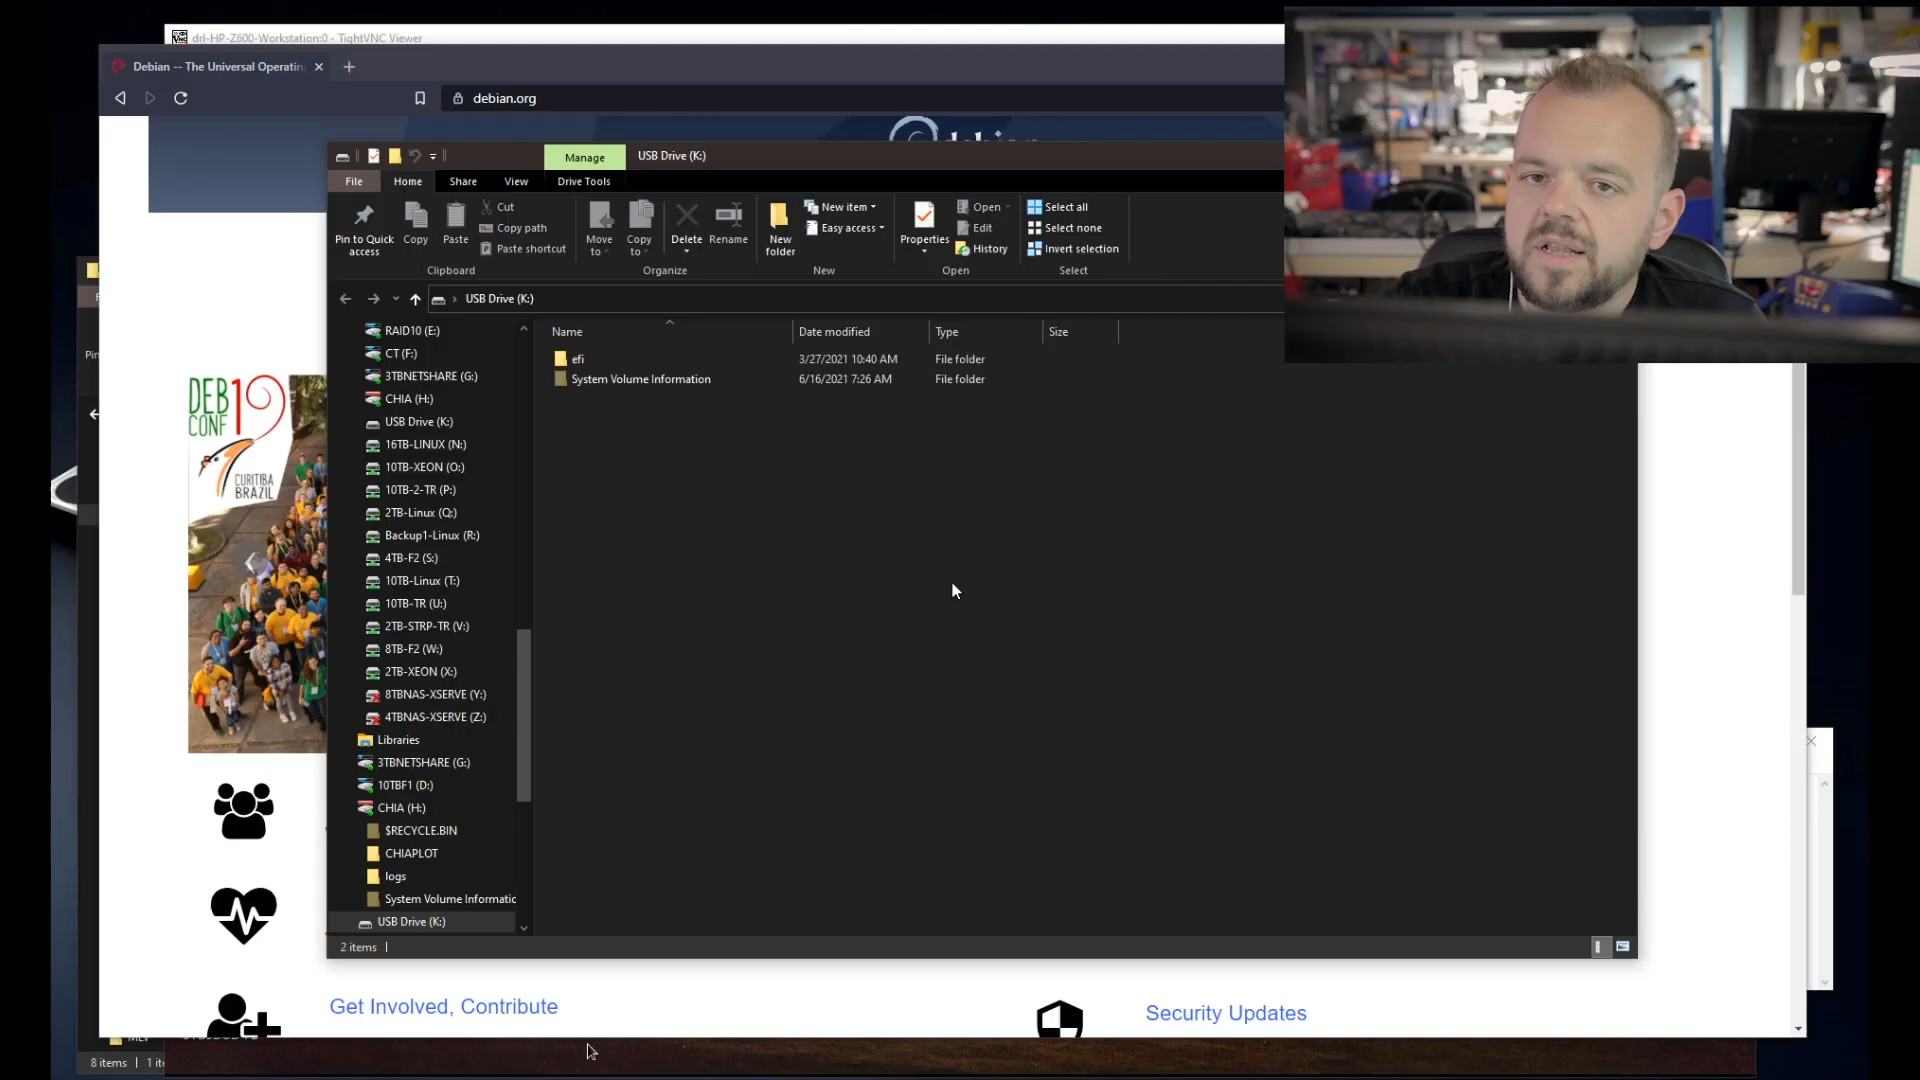 drl-HP-Z600-Workstation:0 - TightVNC Viewer
Debian -- The Universal Operatin
debian.org
Manage
USB Drive (K:)
File
Home
Share
View
Drive Tools
Pin to Quick access
Copy
Paste
Cut
Copy path
Paste shortcut
Move to
Copy to
Delete
Rename
New folder
New item
Easy access
Properties
Open
Edit
History
Select all
Select none
Invert selection
Clipboard
Organize
New
Open
Select
USB Drive (K:)
Name
Date modified
Type
Size
efi
3/27/2021 10:40 AM
File folder
System Volume Information
6/16/2021 7:26 AM
File folder
RAID10 (E:)
CT (F:)
3TBNETSHARE (G:)
CHIA (H:)
USB Drive (K:)
16TB-LINUX (N:)
10TB-XEON (O:)
10TB-2-TR (P:)
2TB-Linux (Q:)
Backup1-Linux (R:)
4TB-F2 (S:)
10TB-Linux (T:)
10TB-TR (U:)
2TB-STRP-TR (V:)
8TB-F2 (W:)
2TB-XEON (X:)
8TBNAS-XSERVE (Y:)
4TBNAS-XSERVE (Z:)
Libraries
3TBNETSHARE (G:)
10TBF1 (D:)
CHIA (H:)
$RECYCLE.BIN
CHIAPLOT
logs
System Volume Informatic
USB Drive (K:)
2 items
DEB
CONF 19
CURITIBA
BRAZIL
Pin
Get Involved, Contribute
Security Updates
8 items
1 ite